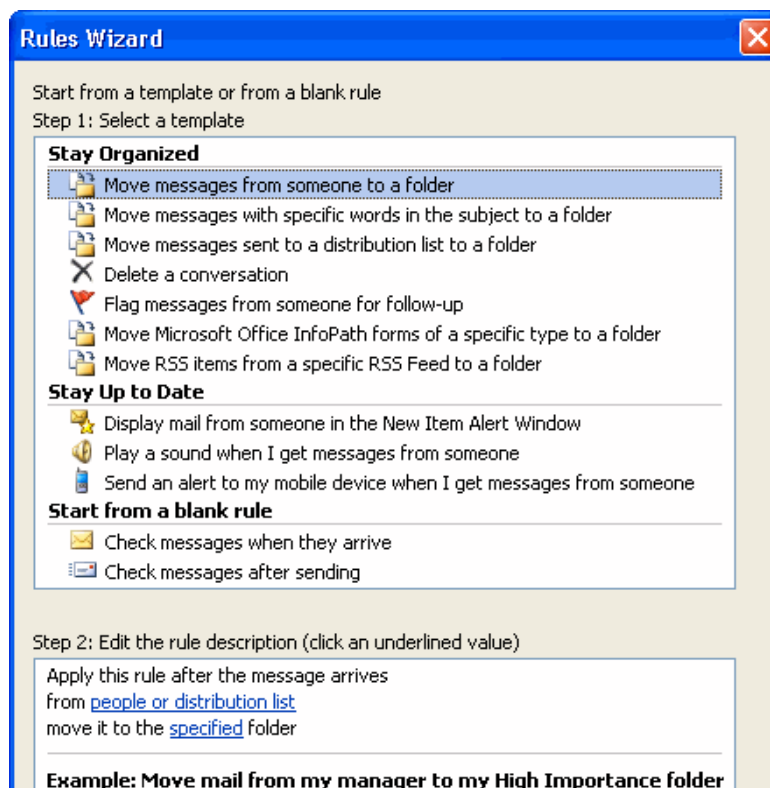 Rules Wizard
Start from a template or from a blank rule
Step 1: Select a template
Stay Organized
Move messages from someone to a folder
Move messages with specific words in the subject to a folder
Move messages sent to a distribution list to a folder
Delete a conversation
Flag messages from someone for follow-up
Move Microsoft Office InfoPath forms of a specific type to a folder
Move RSS items from a specific RSS Feed to a folder
Stay Up to Date
Display mail from someone in the New Item Alert Window
Play a sound when I get messages from someone
Send an alert to my mobile device when I get messages from someone
Start from a blank rule
Check messages when they arrive
Check messages after sending
Step 2: Edit the rule description (click an underlined value)
Apply this rule after the message arrives
from people or distribution list
move it to the specified folder
Example: Move mail from my manager to my High Importance folder